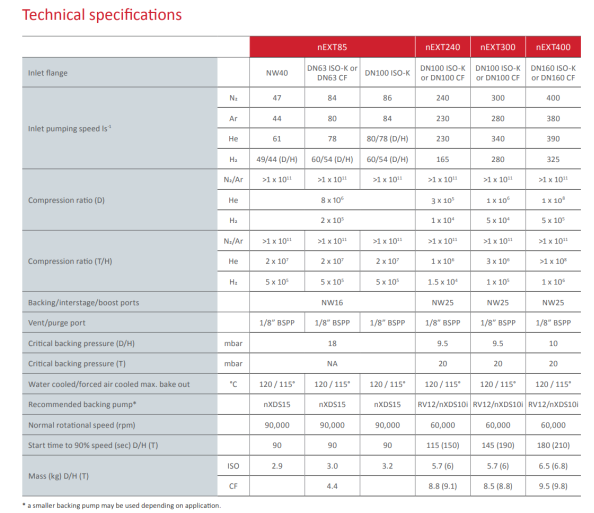 Technical specifications
nEXT85 nEXT240 nEXT300 nEXT400
Inlet flange NW40 DN63 ISO-K or DN63 CF DN100 ISO-K DN100 ISO-K or DN100 CF DN100 ISO-K or DN100 CF DN160 ISO-K or DN160 CF
Inlet pumping speed ls⁻¹
N₂ 47 84 86 240 300 400
Ar 44 80 84 230 280 380
He 61 78 80/78 (D/H) 230 340 390
H₂ 49/44 (D/H) 60/54 (D/H) 60/54 (D/H) 165 280 325
Compression ratio (D)
N₂/Ar >1 x 10¹¹ >1 x 10¹¹ >1 x 10¹¹ >1 x 10¹¹ >1 x 10¹¹ >1 x 10¹¹
He 8 x 10⁶ 3 x 10⁵ 1 x 10⁶ 1 x 10⁸
H₂ 2 x 10⁵ 1 x 10⁴ 5 x 10⁴ 5 x 10⁵
Compression ratio (T/H)
N₂/Ar >1 x 10¹¹ >1 x 10¹¹ >1 x 10¹¹ >1 x 10¹¹ >1 x 10¹¹ >1 x 10¹¹
He 2 x 10⁷ 2 x 10⁷ 2 x 10⁷ 1 x 10⁶ 3 x 10⁶ >1 x 10⁸
H₂ 5 x 10⁵ 5 x 10⁵ 5 x 10⁵ 1.5 x 10⁴ 1 x 10⁵ 1 x 10⁶
Backing/interstage/boost ports NW16 NW25 NW25 NW25
Vent/purge port 1/8" BSPP 1/8" BSPP 1/8" BSPP 1/8" BSPP 1/8" BSPP 1/8" BSPP
Critical backing pressure (D/H) mbar 18 9.5 9.5 10
Critical backing pressure (T) mbar NA 20 20 20
Water cooled/forced air cooled max. bake out °C 120 / 115° 120 / 115° 120 / 115° 120 / 115° 120 / 115° 120 / 115°
Recommended backing pump* nXDS15 nXDS15 nXDS15 RV12/nXDS10i RV12/nXDS10i RV12/nXDS10i
Normal rotational speed (rpm) 90,000 90,000 90,000 60,000 60,000 60,000
Start time to 90% speed (sec) D/H (T) 90 90 90 115 (150) 145 (190) 180 (210)
Mass (kg) D/H (T)
ISO 2.9 3.0 3.2 5.7 (6) 5.7 (6) 6.5 (6.8)
CF 4.4 8.8 (9.1) 8.5 (8.8) 9.5 (9.8)
* a smaller backing pump may be used depending on application.